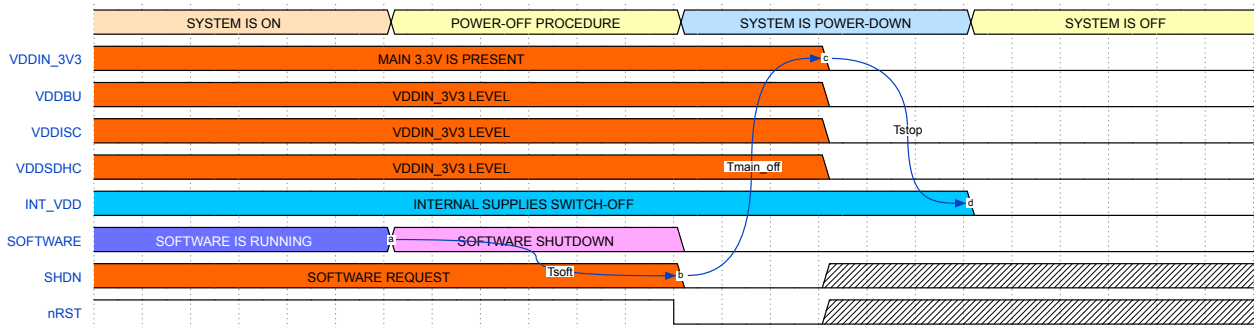 SYSTEM IS ON POWER-OFF PROCEDURE SYSTEM IS POWER-DOWN SYSTEM IS OFF
VDDIN_3V3 MAIN 3.3V IS PRESENT c
VDDBU VDDIN_3V3 LEVEL
VDDISC VDDIN_3V3 LEVEL Tstop
VDDSDHC VDDIN_3V3 LEVEL Tmain_off
INT_VDD INTERNAL SUPPLIES SWITCH-OFF d
SOFTWARE SOFTWARE IS RUNNING a SOFTWARE SHUTDOWN
SHDN SOFTWARE REQUEST Tsoft b
nRST